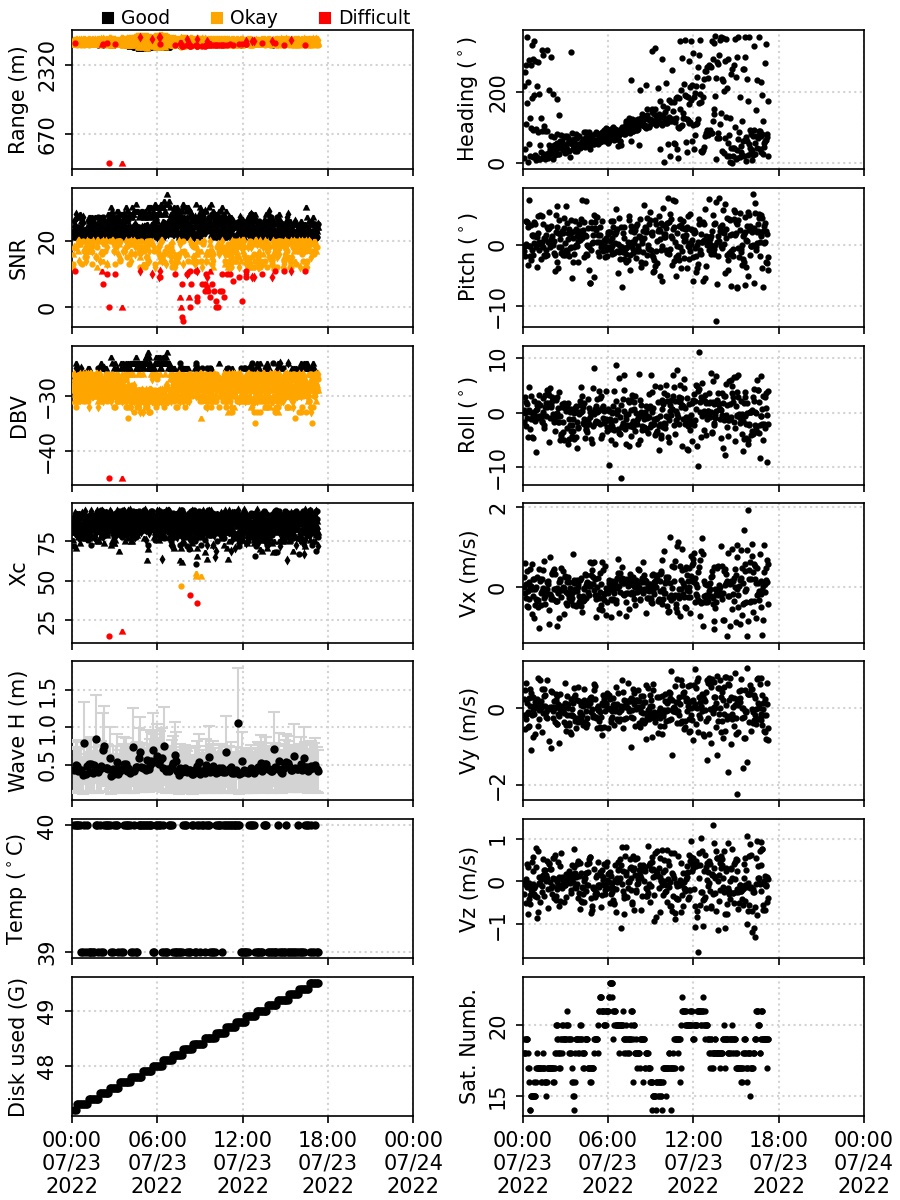 Good Okay Difficult
Range (m)
2320
670
Heading (°)
200
0
SNR
20
0
Pitch (°)
0
−10
DBV
−30
−40
Roll (°)
10
0
−10
Xc
75
50
25
Vx (m/s)
2
0
Wave H (m)
1.5
1.0
0.5
Vy (m/s)
0
−2
Temp (°C)
40
39
Vz (m/s)
1
0
−1
Disk used (G)
49
48
Sat. Numb.
20
15
00:00 06:00 12:00 18:00 00:00
07/23 07/23 07/23 07/23 07/24
2022 2022 2022 2022 2022
00:00 06:00 12:00 18:00 00:00
07/23 07/23 07/23 07/23 07/24
2022 2022 2022 2022 2022